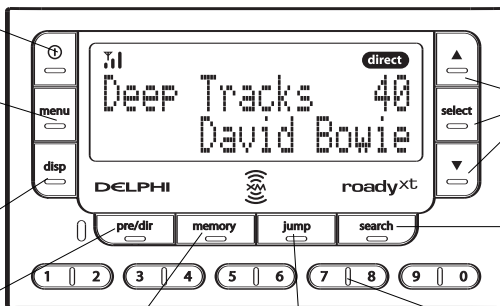 direct
Deep Tracks 40
David Bowie
menu
select
disp
DELPHI
XM
roady xt
pre/dir
memory
jump
search
1 2 3 4 5 6 7 8 9 0